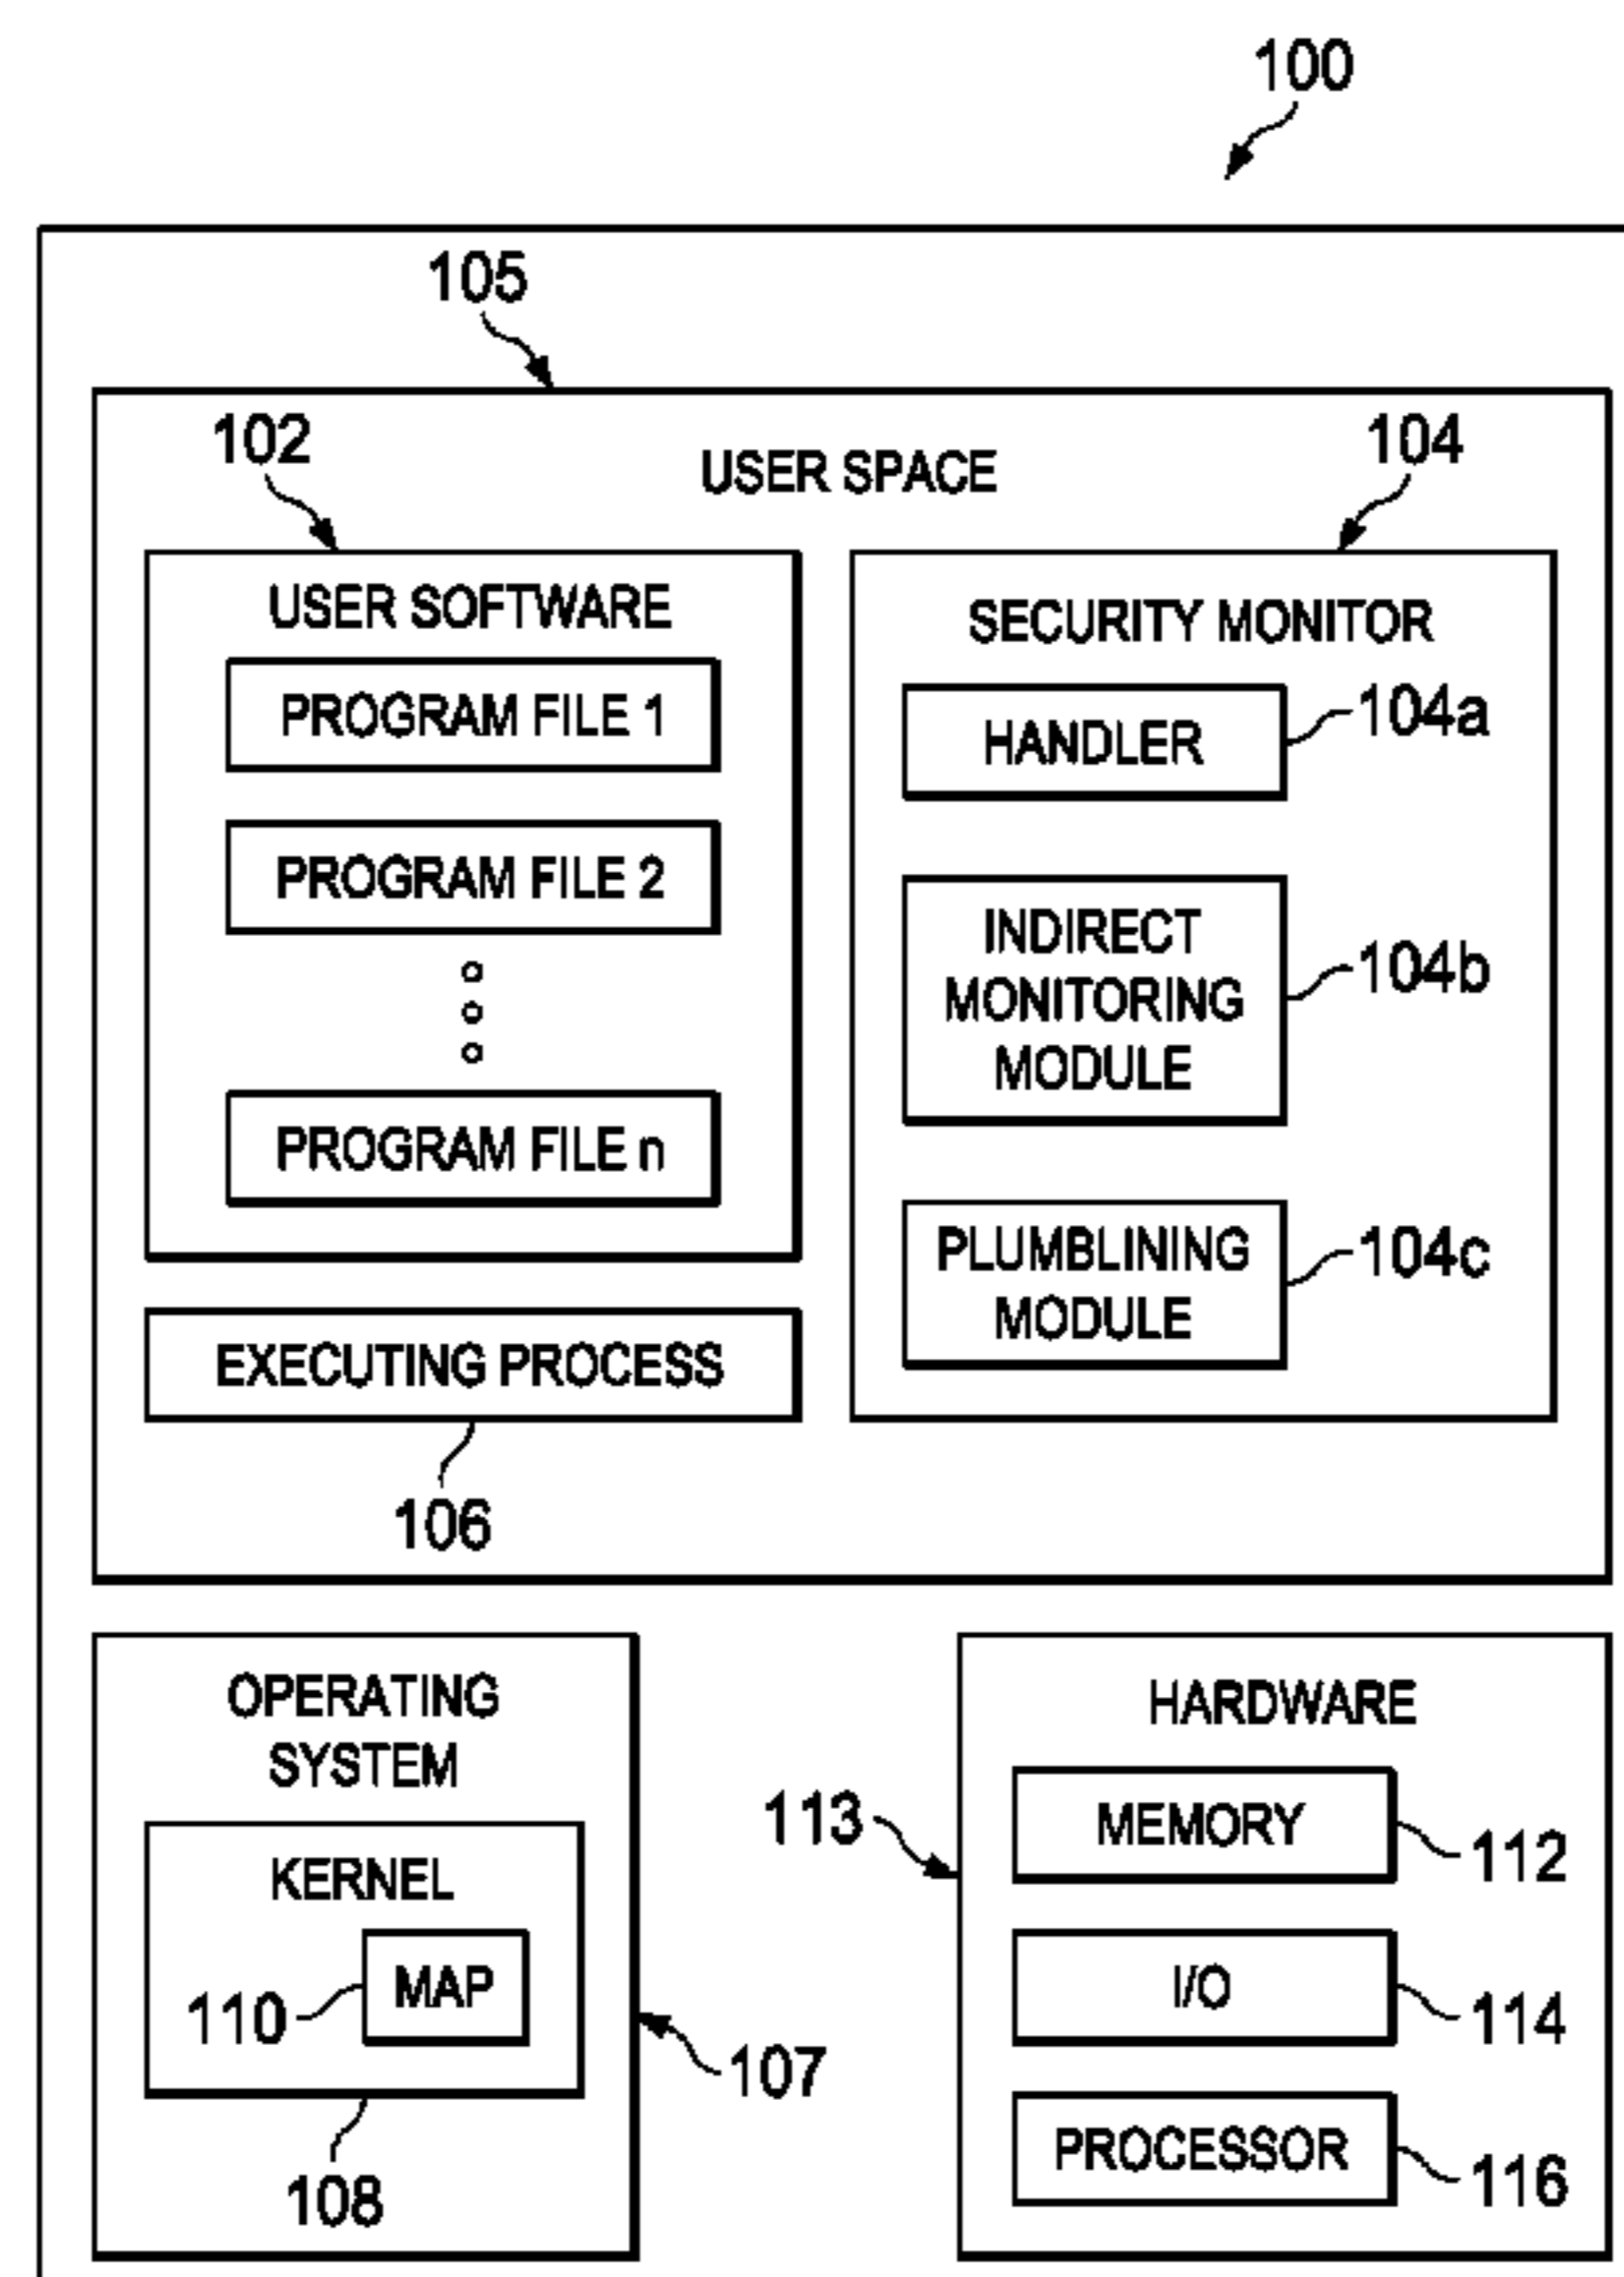 100
105
102
USER SPACE
104
USER SOFTWARE
PROGRAM FILE 1
PROGRAM FILE 2
PROGRAM FILE n
SECURITY MONITOR
HANDLER
104a
INDIRECT
MONITORING
MODULE
104b
PLUMBLINING
MODULE
104c
EXECUTING PROCESS
106
OPERATING
SYSTEM
KERNEL
MAP
110
108
107
HARDWARE
113
MEMORY
112
I/O
114
PROCESSOR
116